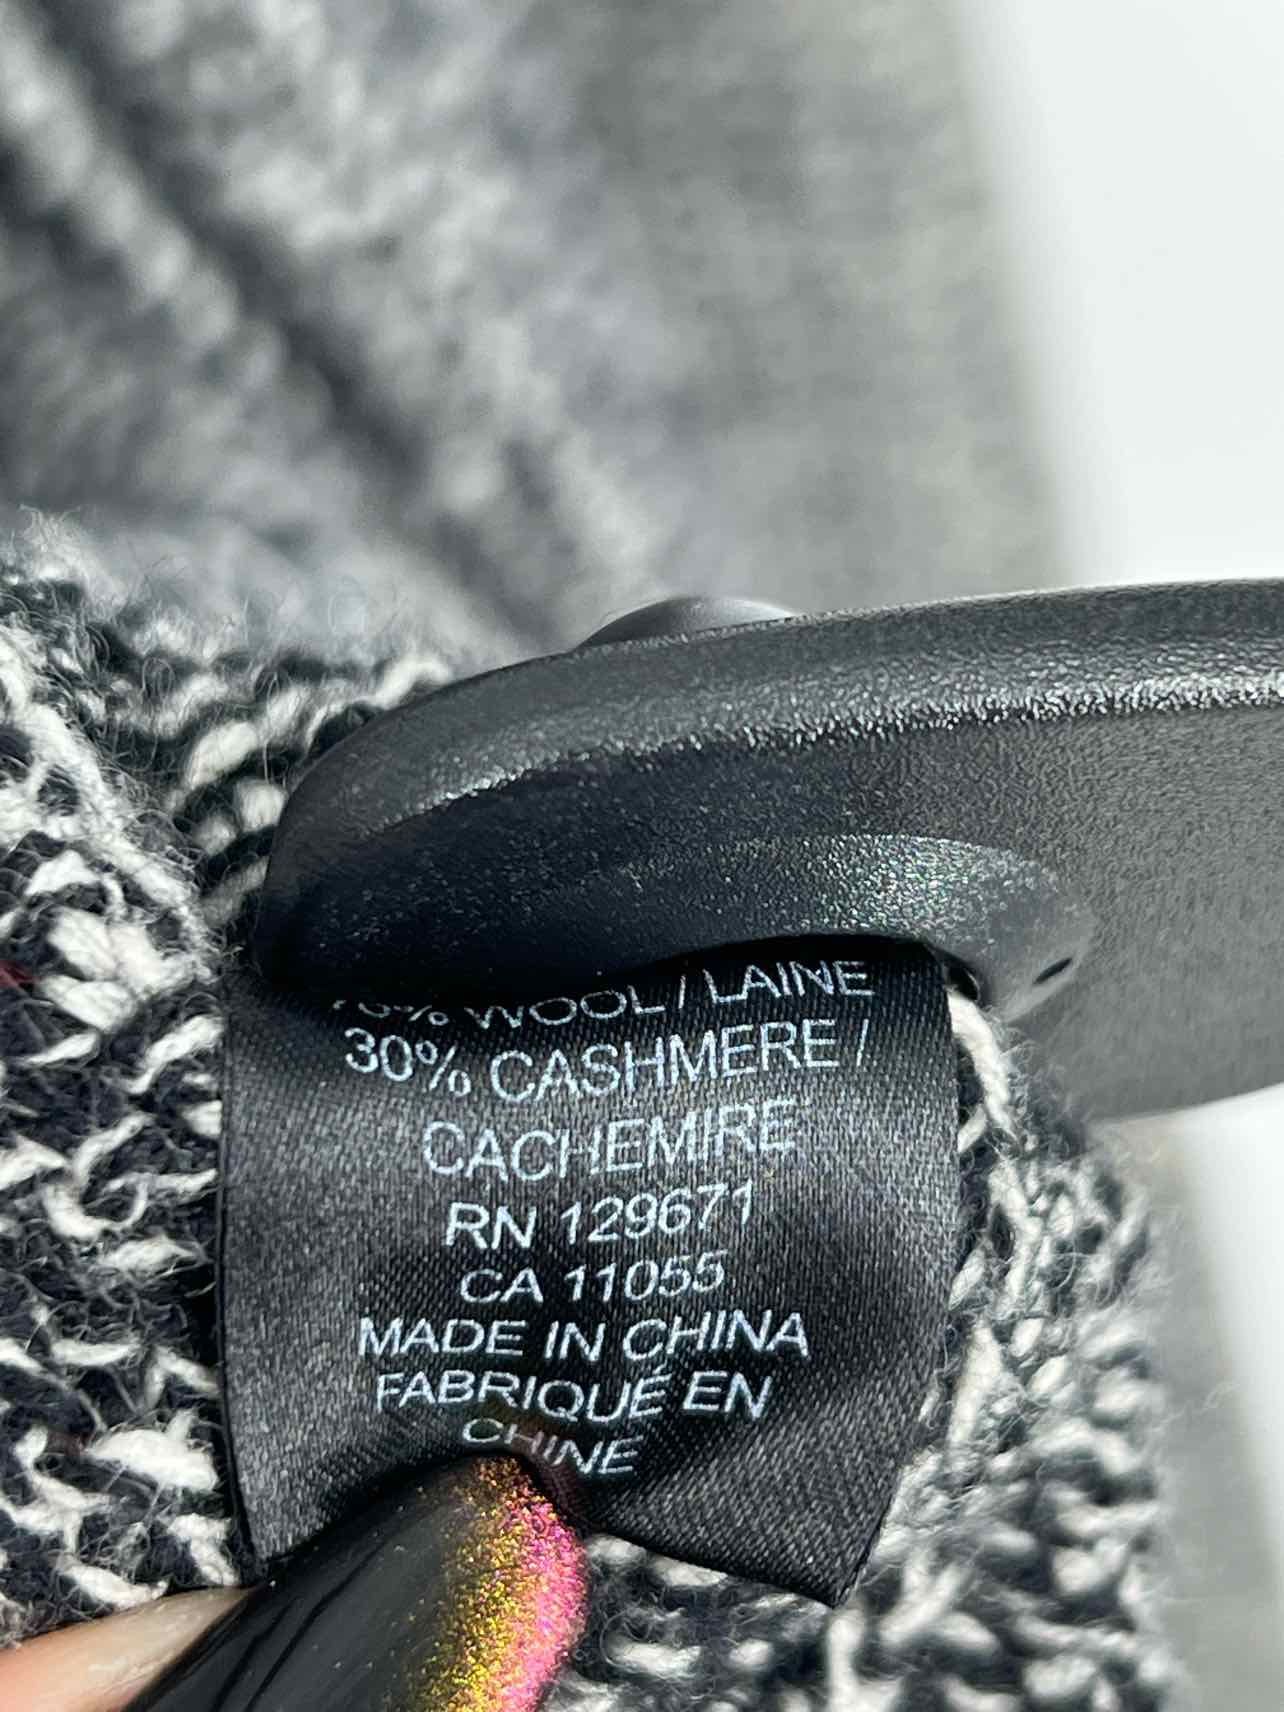 % WOOL / LAINE
30% CASHMERE /
CACHEMIRE
RN 129671
CA 11055
MADE IN CHINA
FABRIQUÉ EN
CHINE